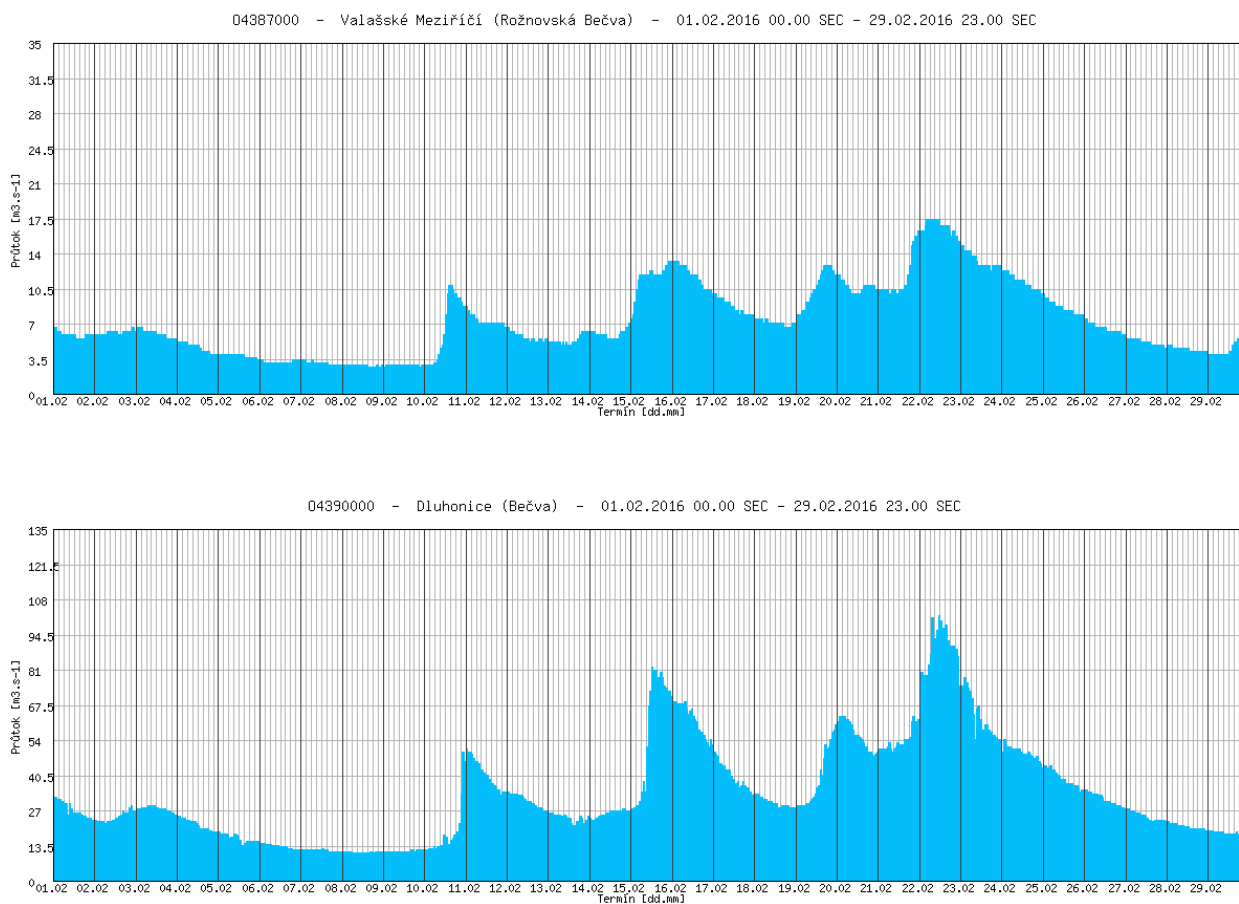 04387000 - Valašské Meziříčí (Rožnovská Bečva) - 01.02.2016 00.00 SEC - 29.02.2016 23.00 SEC
35
31.5
28
24.5
21
17.5
14
10.5
7
3.5
0
Průtok [m3.s-1]
01.02 02.02 03.02 04.02 05.02 06.02 07.02 08.02 09.02 10.02 11.02 12.02 13.02 14.02 15.02 16.02 17.02 18.02 19.02 20.02 21.02 22.02 23.02 24.02 25.02 26.02 27.02 28.02 29.02
Termín [dd.mm]
04390000 - Dluhonice (Bečva) - 01.02.2016 00.00 SEC - 29.02.2016 23.00 SEC
135
121.5
108
94.5
81
67.5
54
40.5
27
13.5
0
Průtok [m3.s-1]
01.02 02.02 03.02 04.02 05.02 06.02 07.02 08.02 09.02 10.02 11.02 12.02 13.02 14.02 15.02 16.02 17.02 18.02 19.02 20.02 21.02 22.02 23.02 24.02 25.02 26.02 27.02 28.02 29.02
Termín [dd.mm]